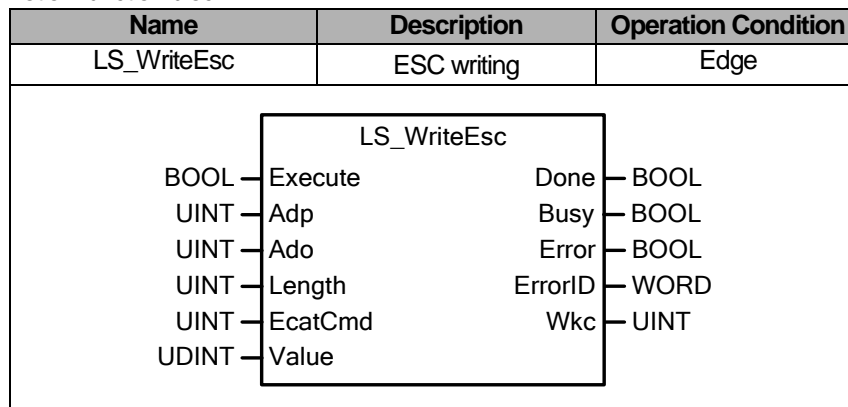 Name Description Operation Condition
LS_WriteEsc ESC writing Edge
LS_WriteEsc
BOOL Execute Done BOOL
UINT Adp Busy BOOL
UINT Ado Error BOOL
UINT Length ErrorID WORD
UINT EcatCmd Wkc UINT
UDINT Value